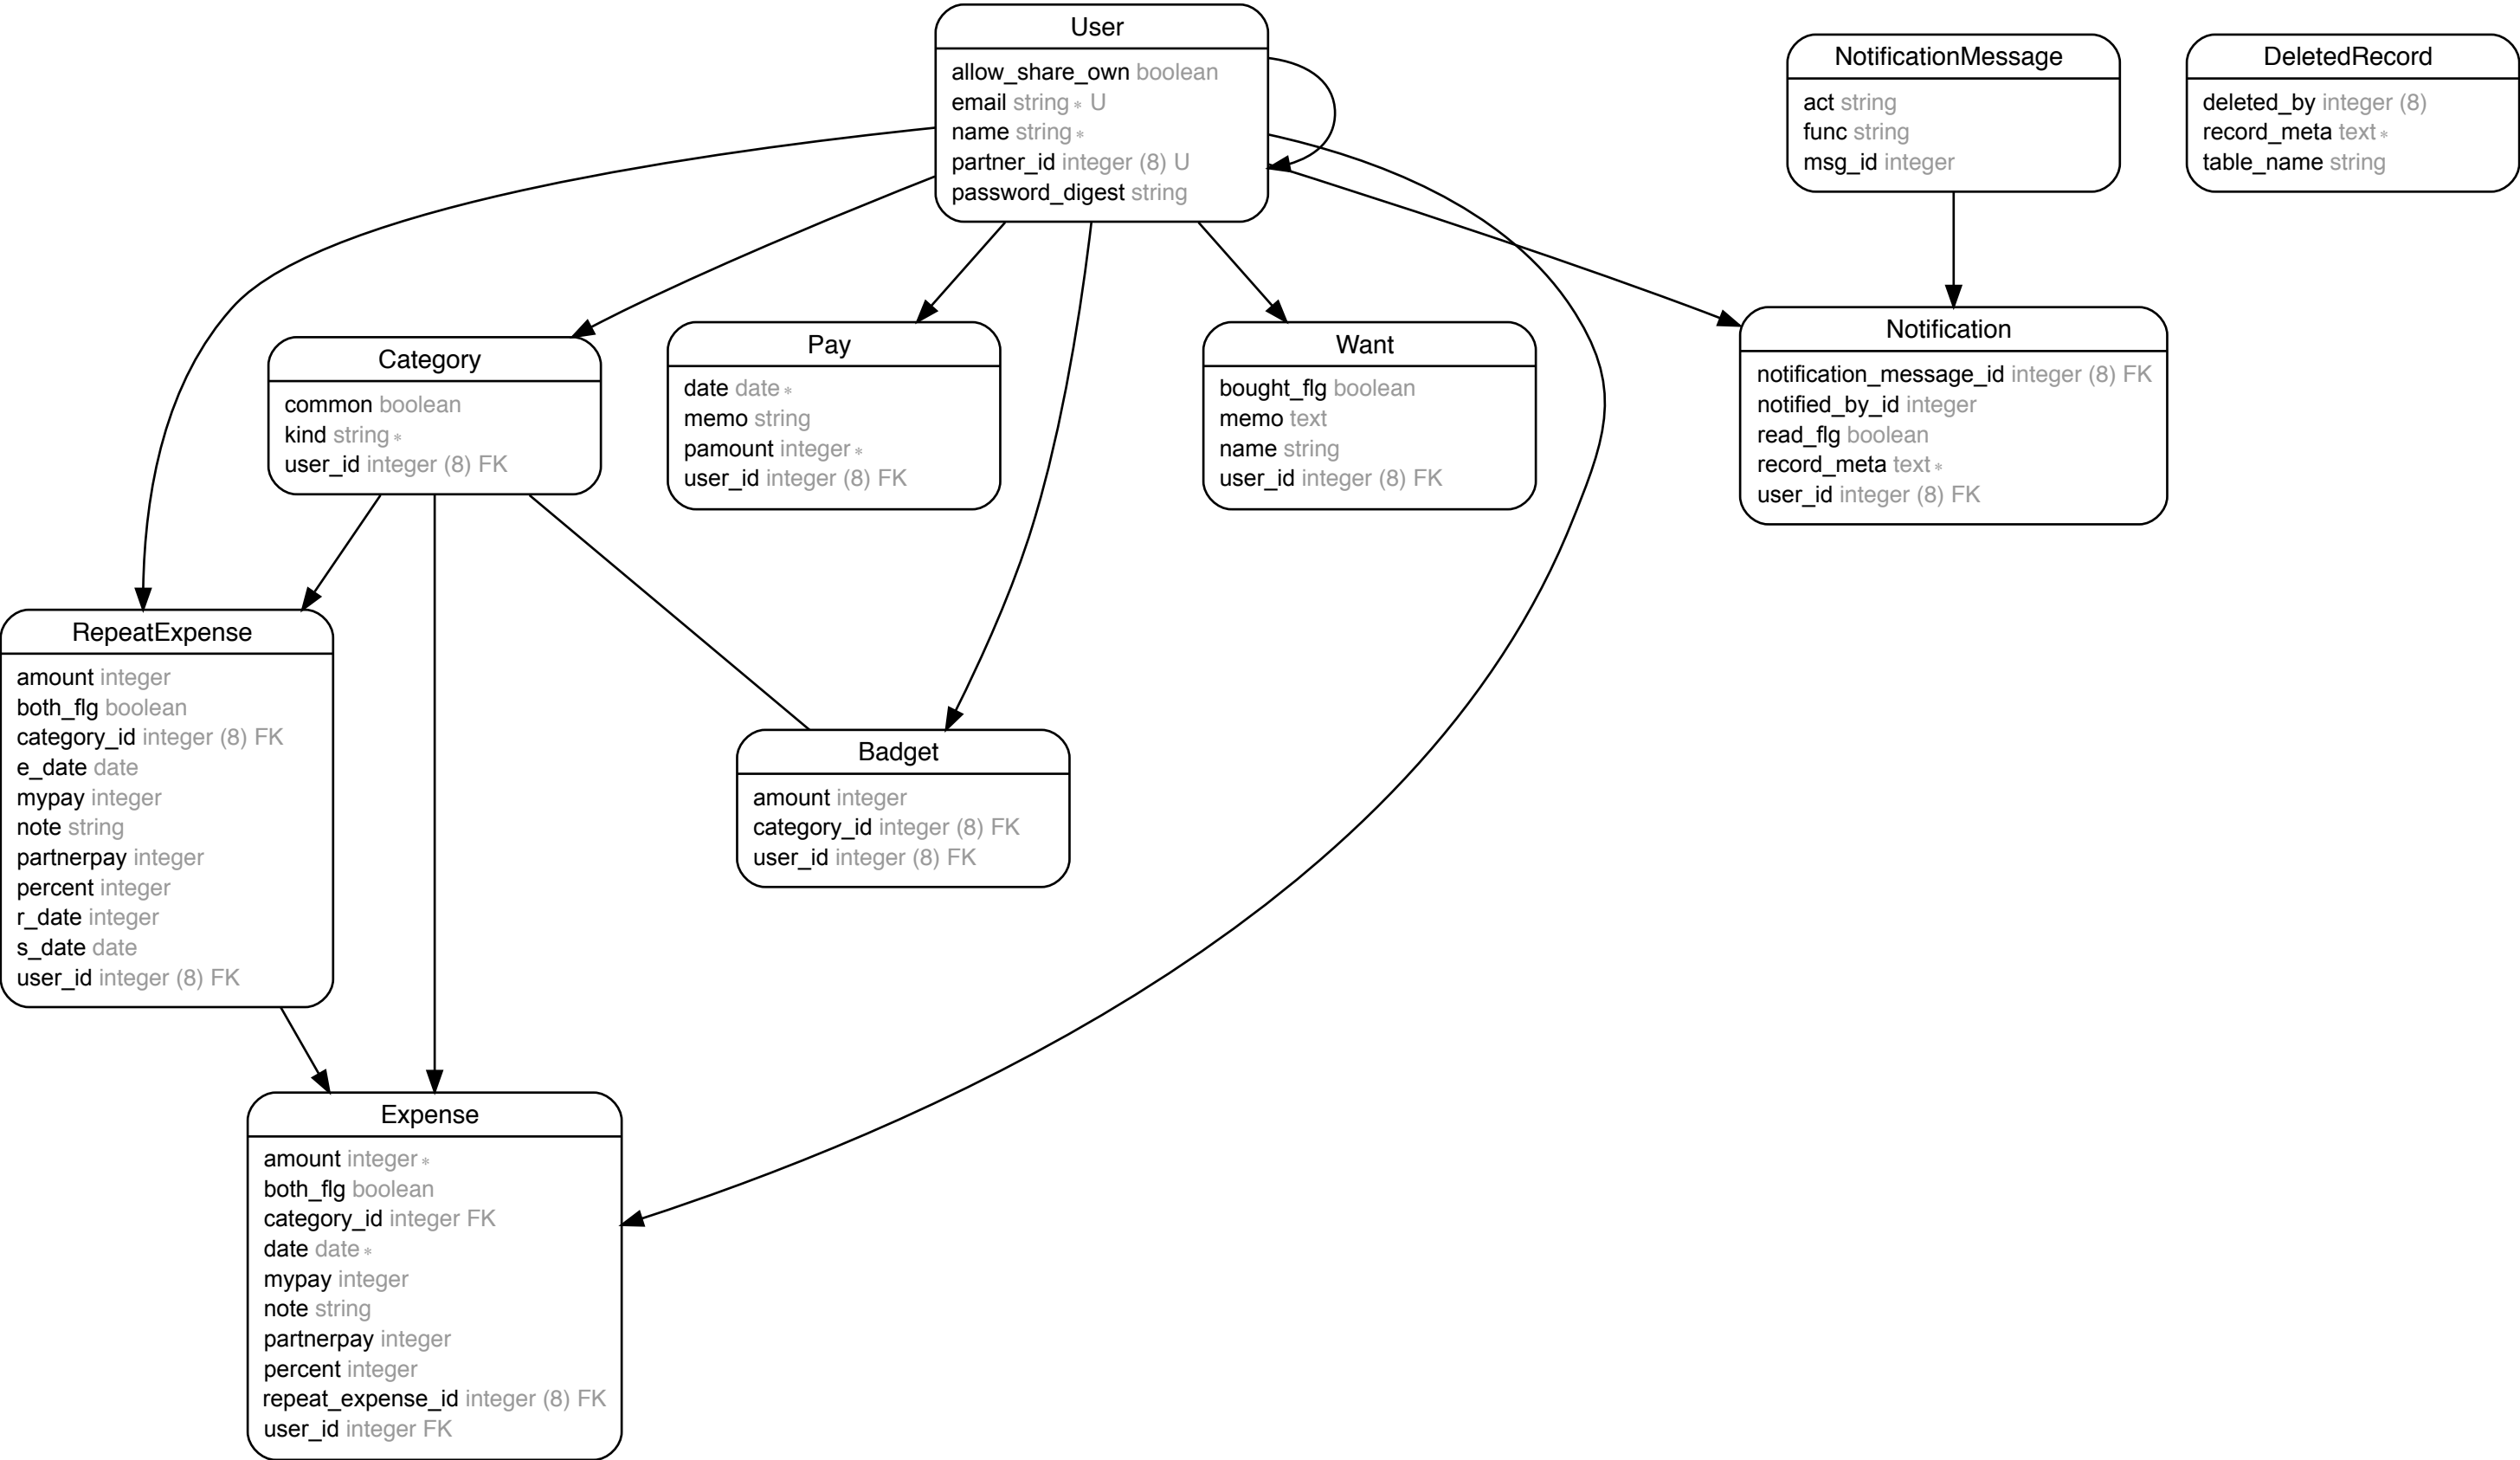 User
allow_share_own boolean
email string * U
name string *
partner_id integer (8) U
password_digest string
NotificationMessage
act string
func string
msg_id integer
DeletedRecord
deleted_by integer (8)
record_meta text *
table_name string
Category
common boolean
kind string *
user_id integer (8) FK
Pay
date date *
memo string
pamount integer *
user_id integer (8) FK
Want
bought_flg boolean
memo text
name string
user_id integer (8) FK
Notification
notification_message_id integer (8) FK
notified_by_id integer
read_flg boolean
record_meta text *
user_id integer (8) FK
RepeatExpense
amount integer
both_flg boolean
category_id integer (8) FK
e_date date
mypay integer
note string
partnerpay integer
percent integer
r_date integer
s_date date
user_id integer (8) FK
Badget
amount integer
category_id integer (8) FK
user_id integer (8) FK
Expense
amount integer *
both_flg boolean
category_id integer FK
date date *
mypay integer
note string
partnerpay integer
percent integer
repeat_expense_id integer (8) FK
user_id integer FK